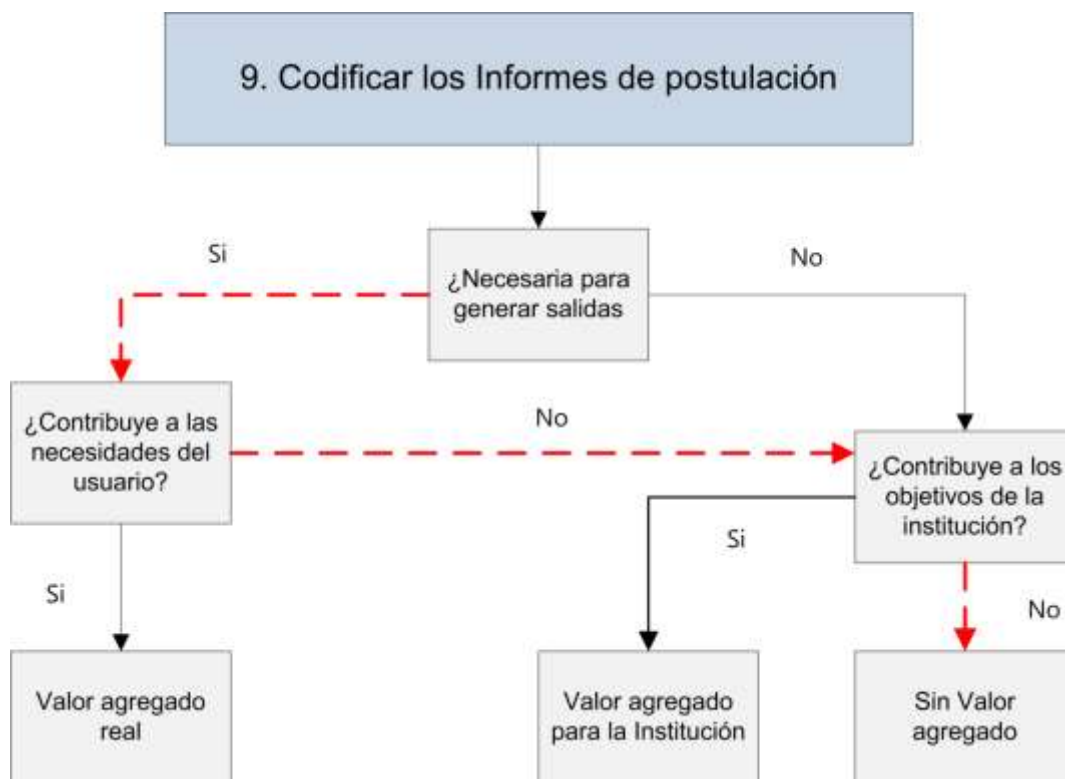 9. Codificar los Informes de postulación
Si
No
¿Necesaria para
generar salidas
¿Contribuye a las
necesidades del
usuario?
No
¿Contribuye a los
objetivos de la
institución?
Si
Si
No
Valor agregado
real
Valor agregado
para la Institución
Sin Valor
agregado